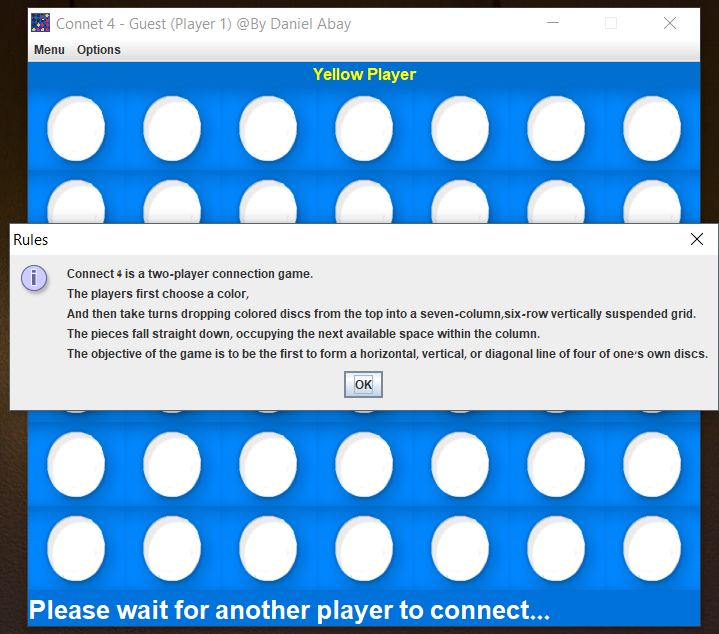 Connet 4 - Guest (Player 1) @By Daniel Abay
Menu Options
Yellow Player
Rules
Connect 4 is a two-player connection game.
The players first choose a color,
And then take turns dropping colored discs from the top into a seven-column,six-row vertically suspended grid.
The pieces fall straight down, occupying the next available space within the column.
The objective of the game is to be the first to form a horizontal, vertical, or diagonal line of four of one's own discs.
OK
Please wait for another player to connect...